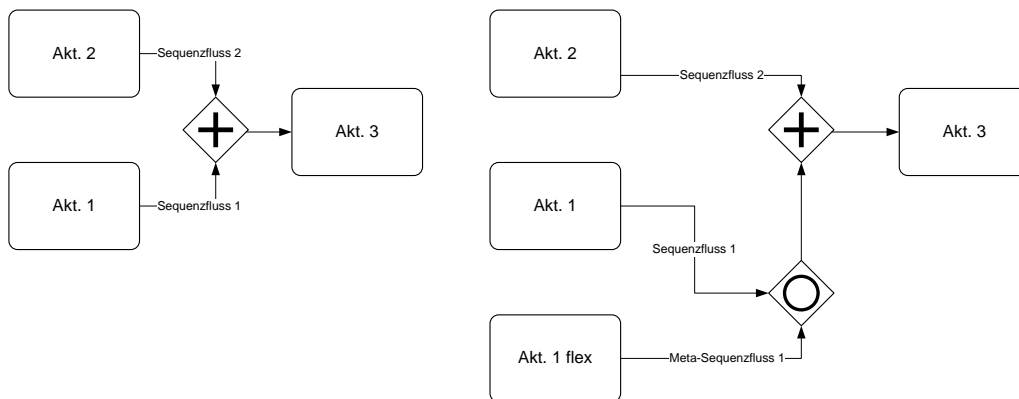 Akt. 2
Sequenzfluss 2
Akt. 3
Akt. 1
Sequenzfluss 1
Akt. 2
Sequenzfluss 2
Akt. 3
Akt. 1
Sequenzfluss 1
Akt. 1 flex
Meta-Sequenzfluss 1